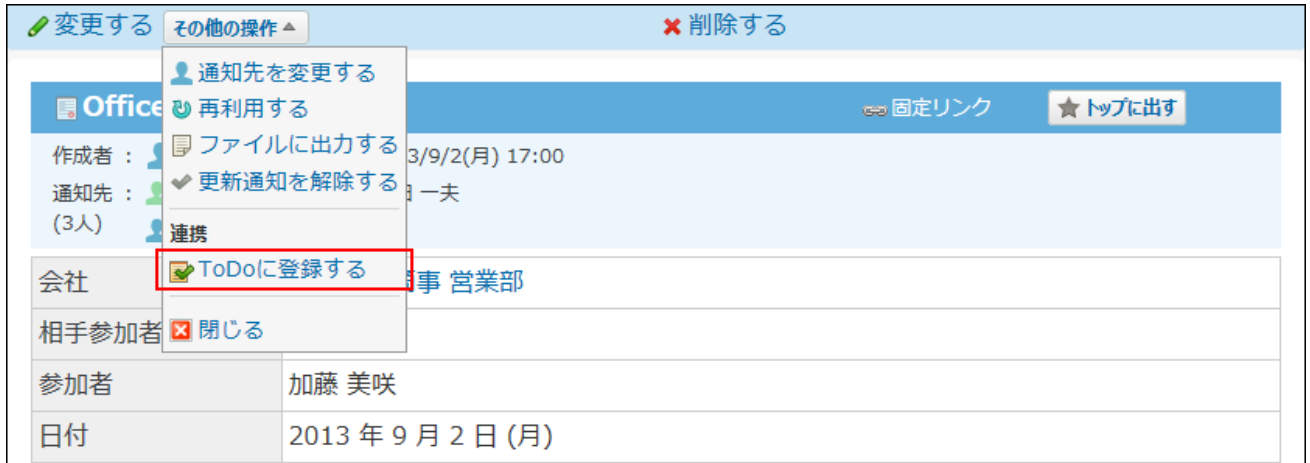 変更する その他の操作 削除する
通知先を変更する
Office 再利用する 固定リンク トップに出す
ファイルに出力する
作成者 : 3/9/2(月) 17:00
更新通知を解除する
通知先 : 一夫
(3人)
連携
ToDoに登録する
会社 事 営業部
相手参加者 閉じる
参加者 加藤 美咲
日付 2013 年 9 月 2 日 (月)